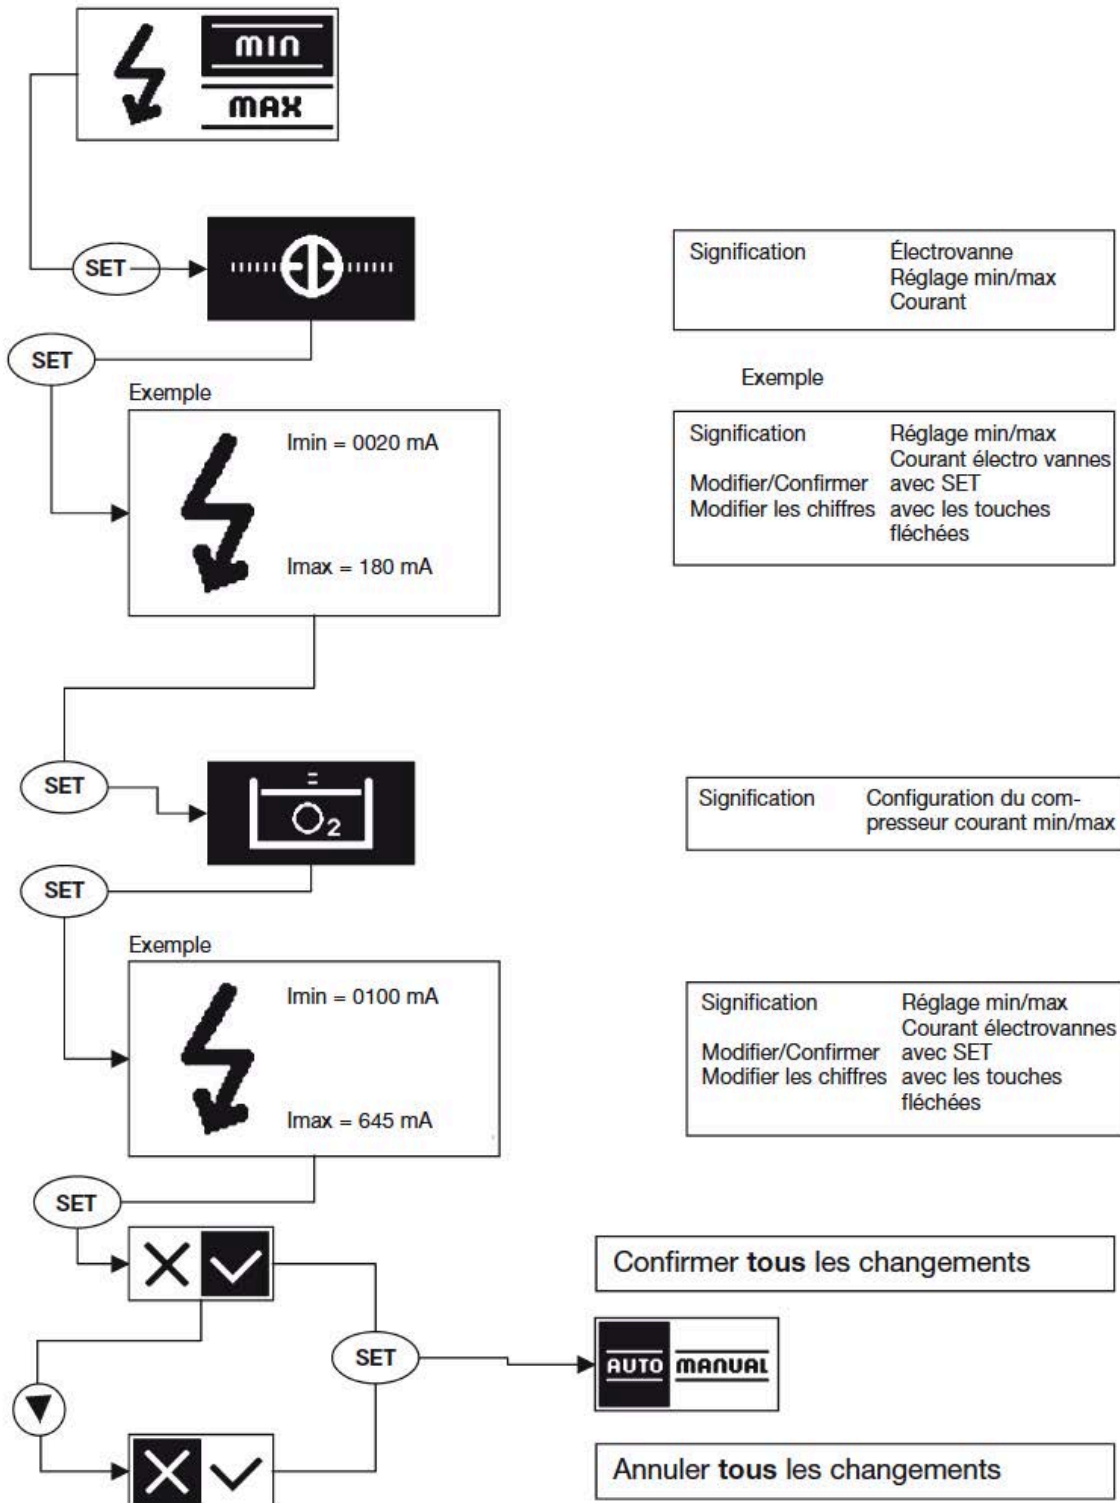 MIN
MAX
SET
Signification Électrovanne
Réglage min/max
Courant
SET
Exemple
Exemple
Imin = 0020 mA
Imax = 180 mA
Signification Réglage min/max
Courant électro vannes
Modifier/Confirmer avec SET
Modifier les chiffres avec les touches
fléchées
SET
O2
Signification Configuration du com-
presseur courant min/max
SET
Exemple
Imin = 0100 mA
Imax = 645 mA
Signification Réglage min/max
Courant électrovannes
Modifier/Confirmer avec SET
Modifier les chiffres avec les touches
fléchées
SET
Confirmer tous les changements
SET
AUTO MANUAL
Annuler tous les changements